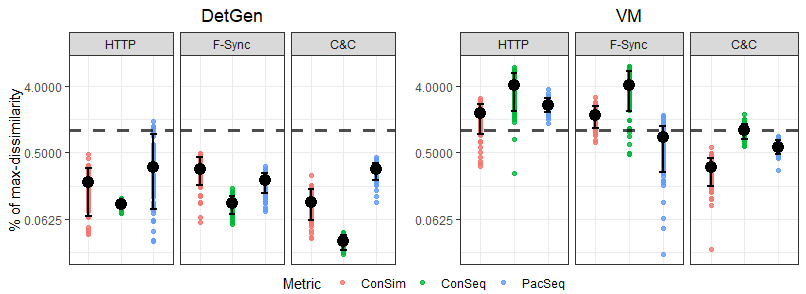 DetGen
VM
HTTP
F-Sync
C&C
HTTP
F-Sync
C&C
% of max-dissimilarity
4.0000
0.5000
0.0625
4.0000
0.5000
0.0625
Metric ConSim ConSeq PacSeq